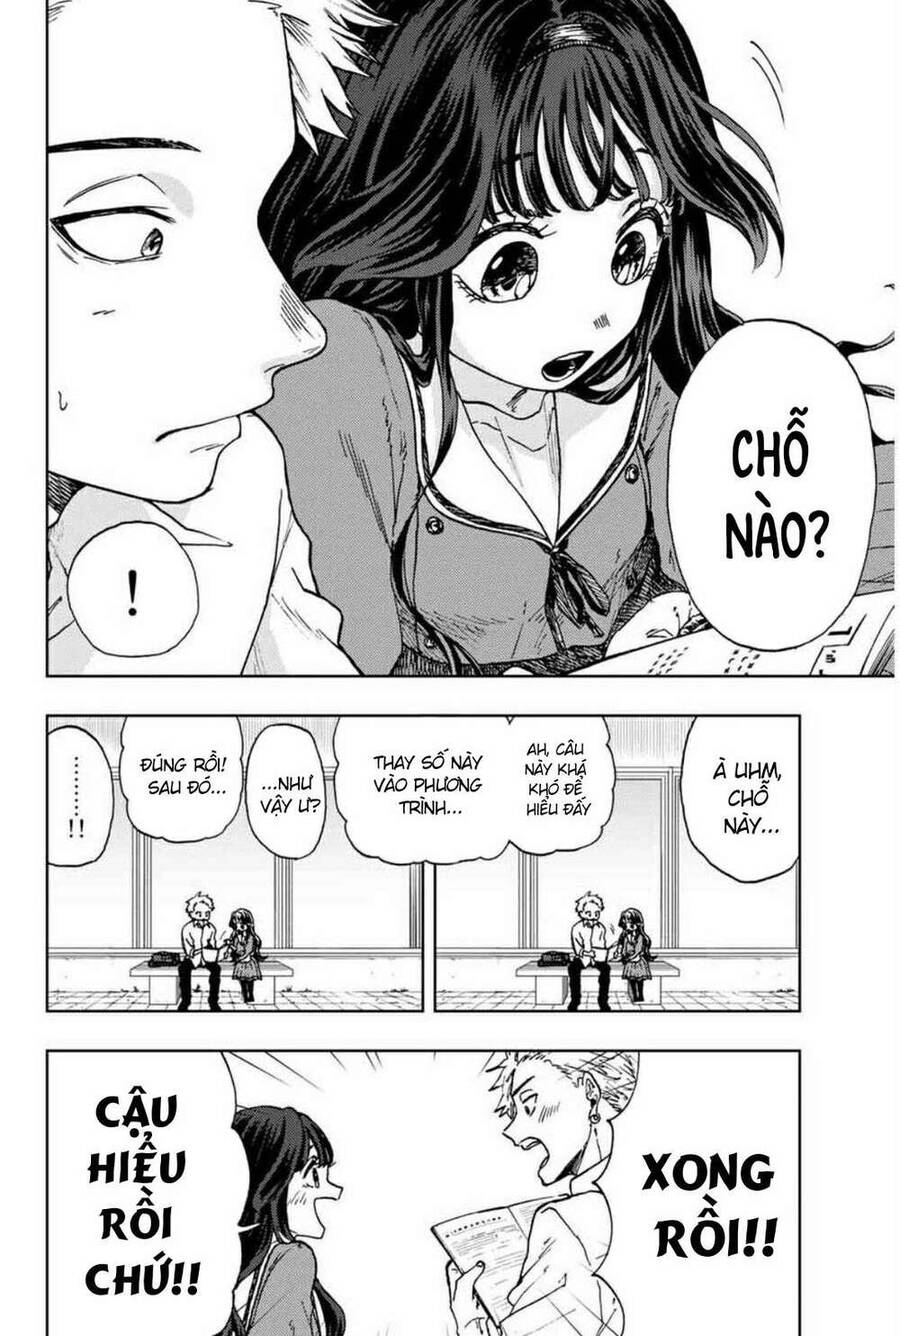 CHỖ
NÀO?
!
À UHM,
CHỖ
NÀY...
AH, CÂU
NÀY KHÁ
KHÓ ĐỂ
HIỂU ĐẤY
THAY SỐ NÀY
VÀO PHƯƠNG
TRÌNH...
...NHƯ
VẬY Ư?
ĐÚNG RỒI!
SAU ĐÓ...
......!!
XONG
RỒI!!
CẬU
HIỂU
RỒI
CHỨ!!